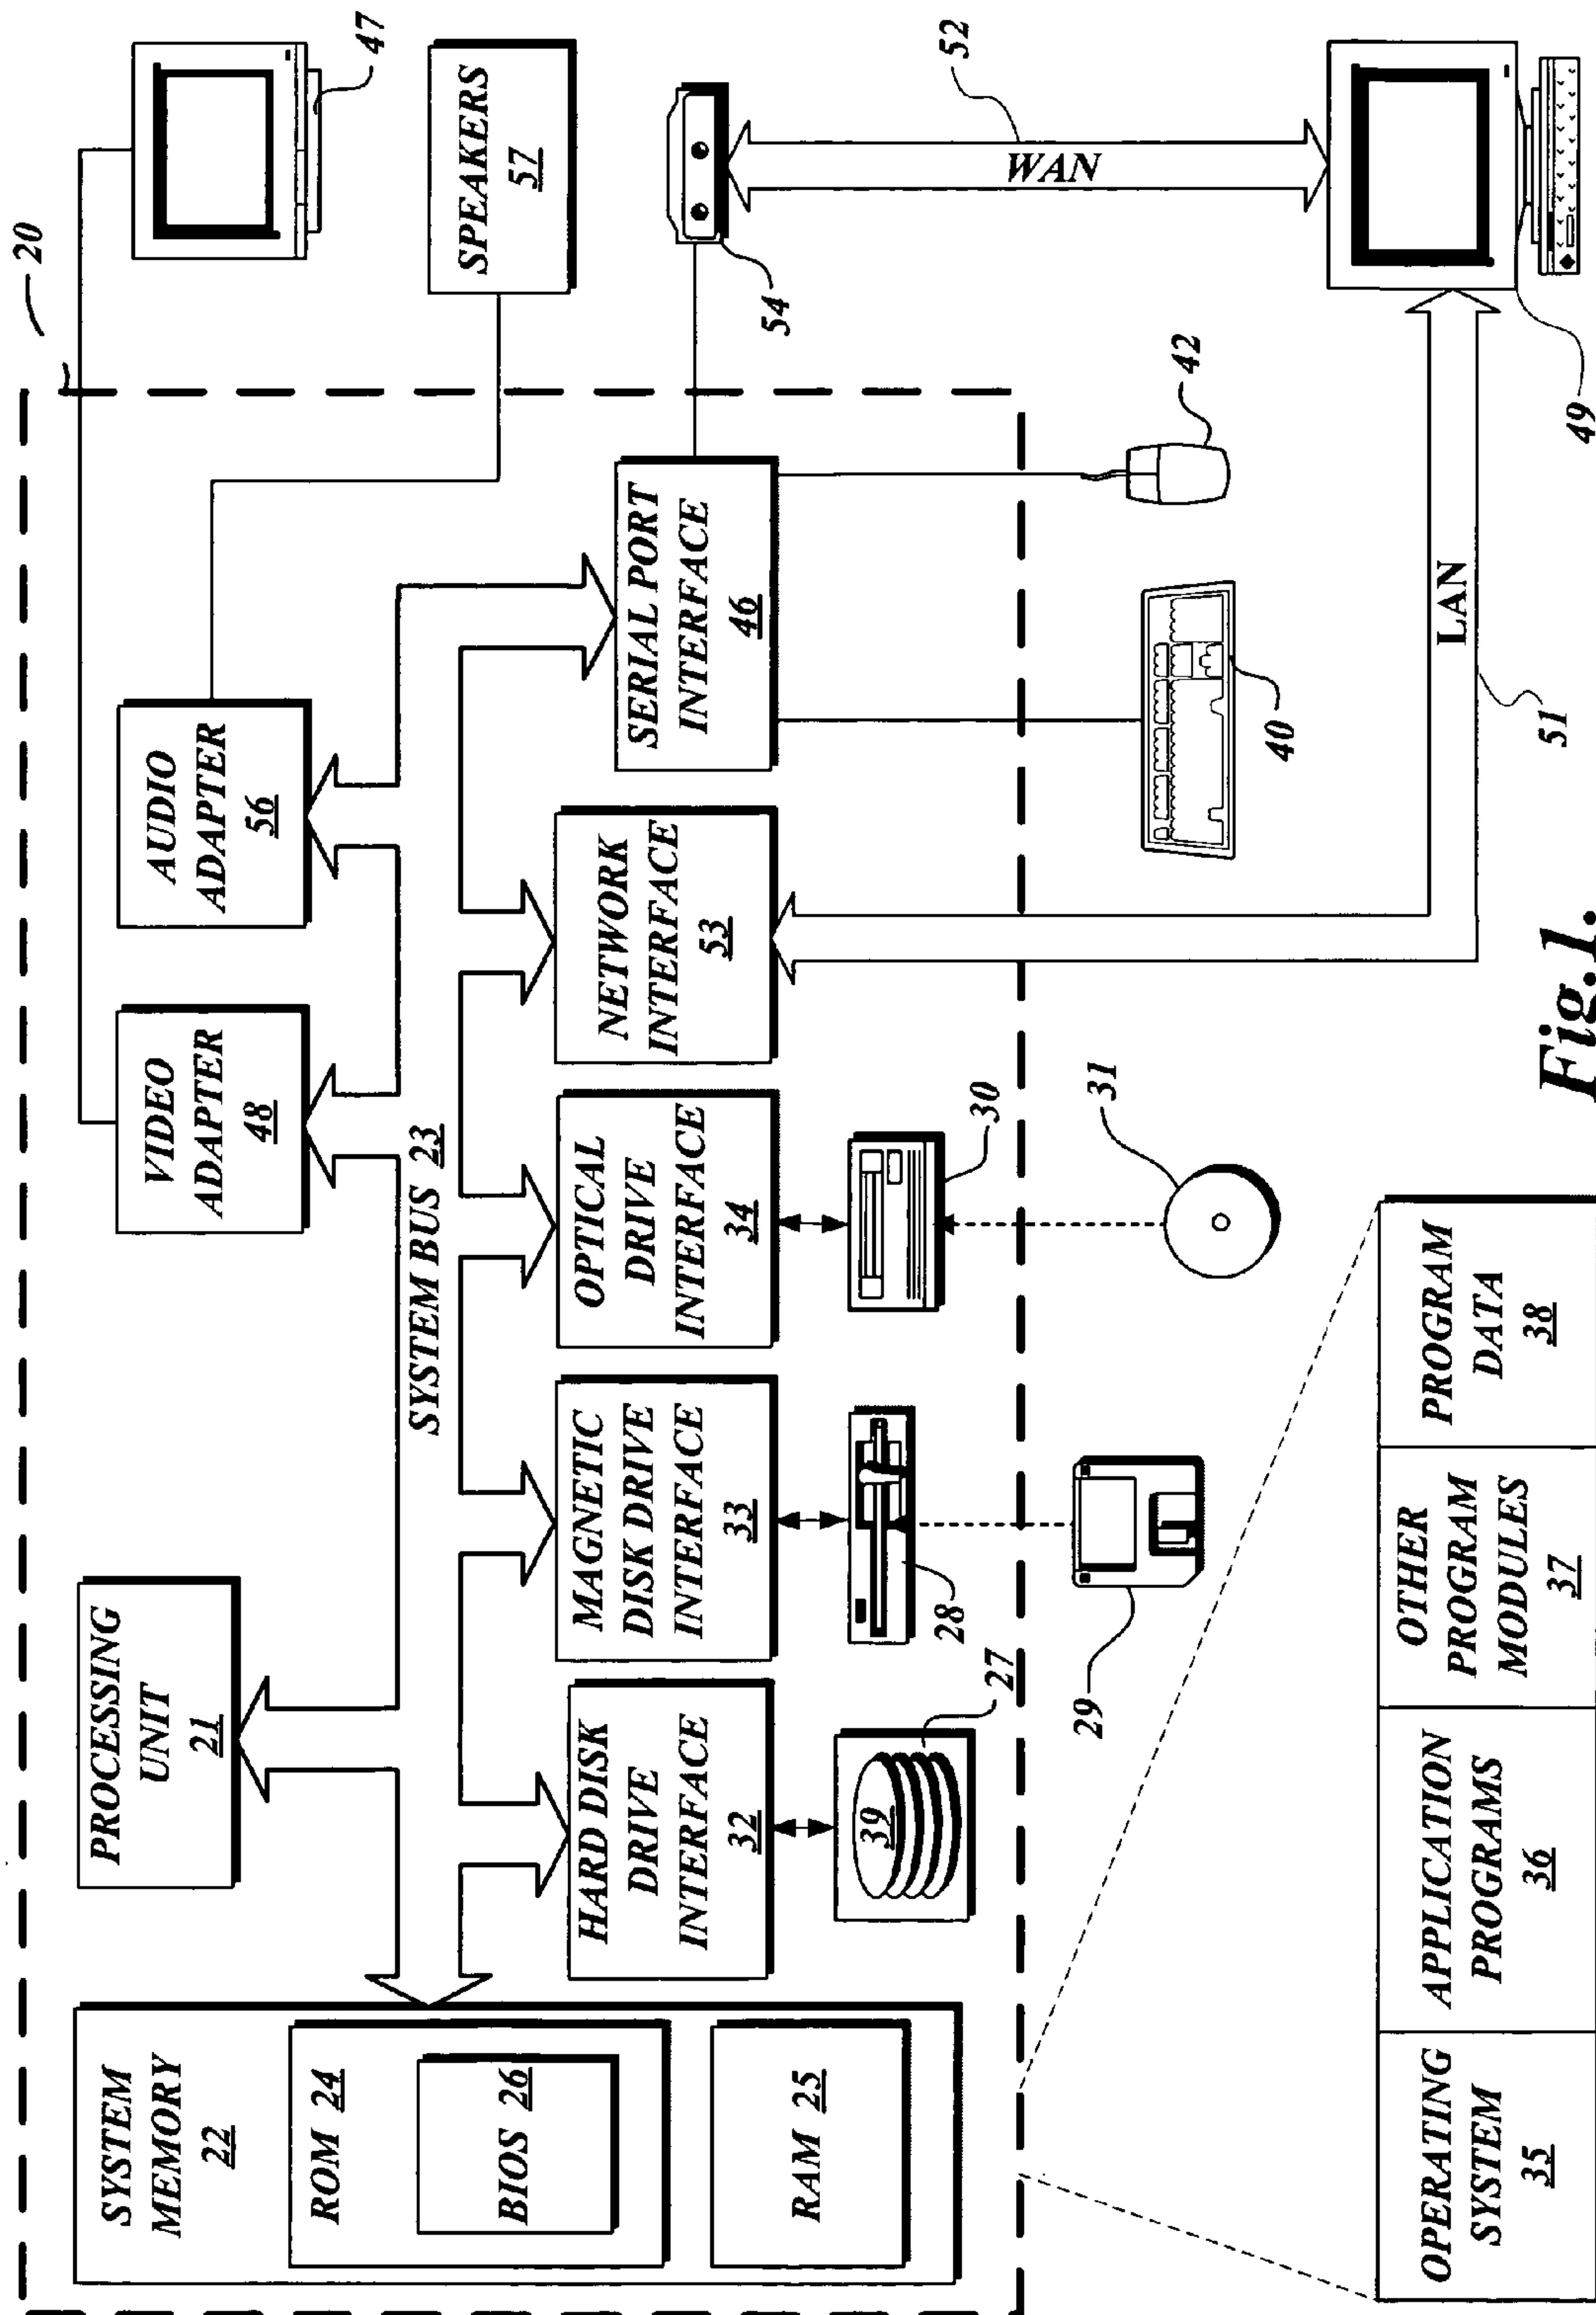 20
SYSTEM
MEMORY
22
ROM 24
BIOS 26
RAM 25
PROCESSING
UNIT
21
VIDEO
ADAPTER
48
AUDIO
ADAPTER
56
47
SPEAKERS
57
SYSTEM BUS 23
HARD DISK
DRIVE
INTERFACE
32
MAGNETIC
DISK DRIVE
INTERFACE
33
OPTICAL
DRIVE
INTERFACE
34
NETWORK
INTERFACE
53
SERIAL PORT
INTERFACE
46
54
52
WAN
39
27
28
30
29
31
40
42
LAN
51
49
OPERATING
SYSTEM
35
APPLICATION
PROGRAMS
36
OTHER
PROGRAM
MODULES
37
PROGRAM
DATA
38
Fig.1.